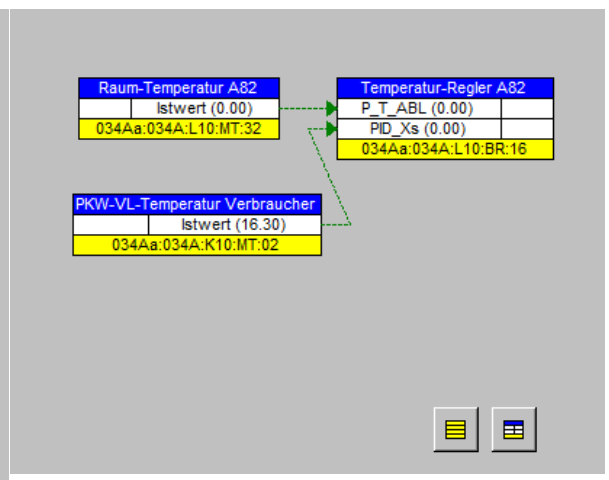 Raum-Temperatur A82
Istwert (0.00)
034Aa:034A:L10:MT:32
Temperatur-Regler A82
P_T_ABL (0.00)
PID_Xs (0.00)
034Aa:034A:L10:BR:16
PKW-VL-Temperatur Verbraucher
Istwert (16.30)
034Aa:034A:K10:MT:02